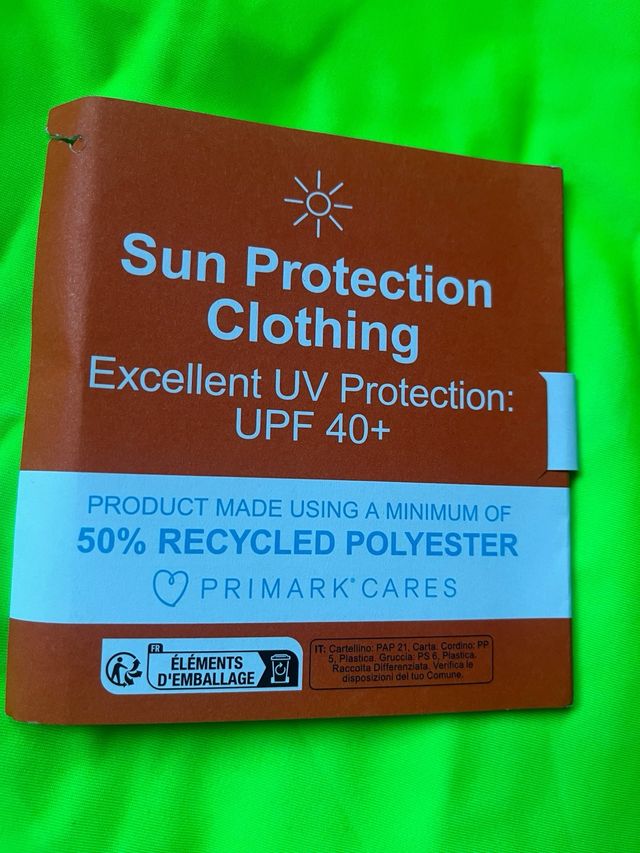 Sun Protection
Clothing
Excellent UV Protection:
UPF 40+
PRODUCT MADE USING A MINIMUM OF
50% RECYCLED POLYESTER
PRIMARK® CARES
FR
ÉLÉMENTS
D'EMBALLAGE
IT: Cartellino: PAP 21, Carta. Cordino: PP
5, Plastica. Gruccia: PS 6, Plastica.
Raccolta Differenziata. Verifica le
disposizioni del tuo Comune.